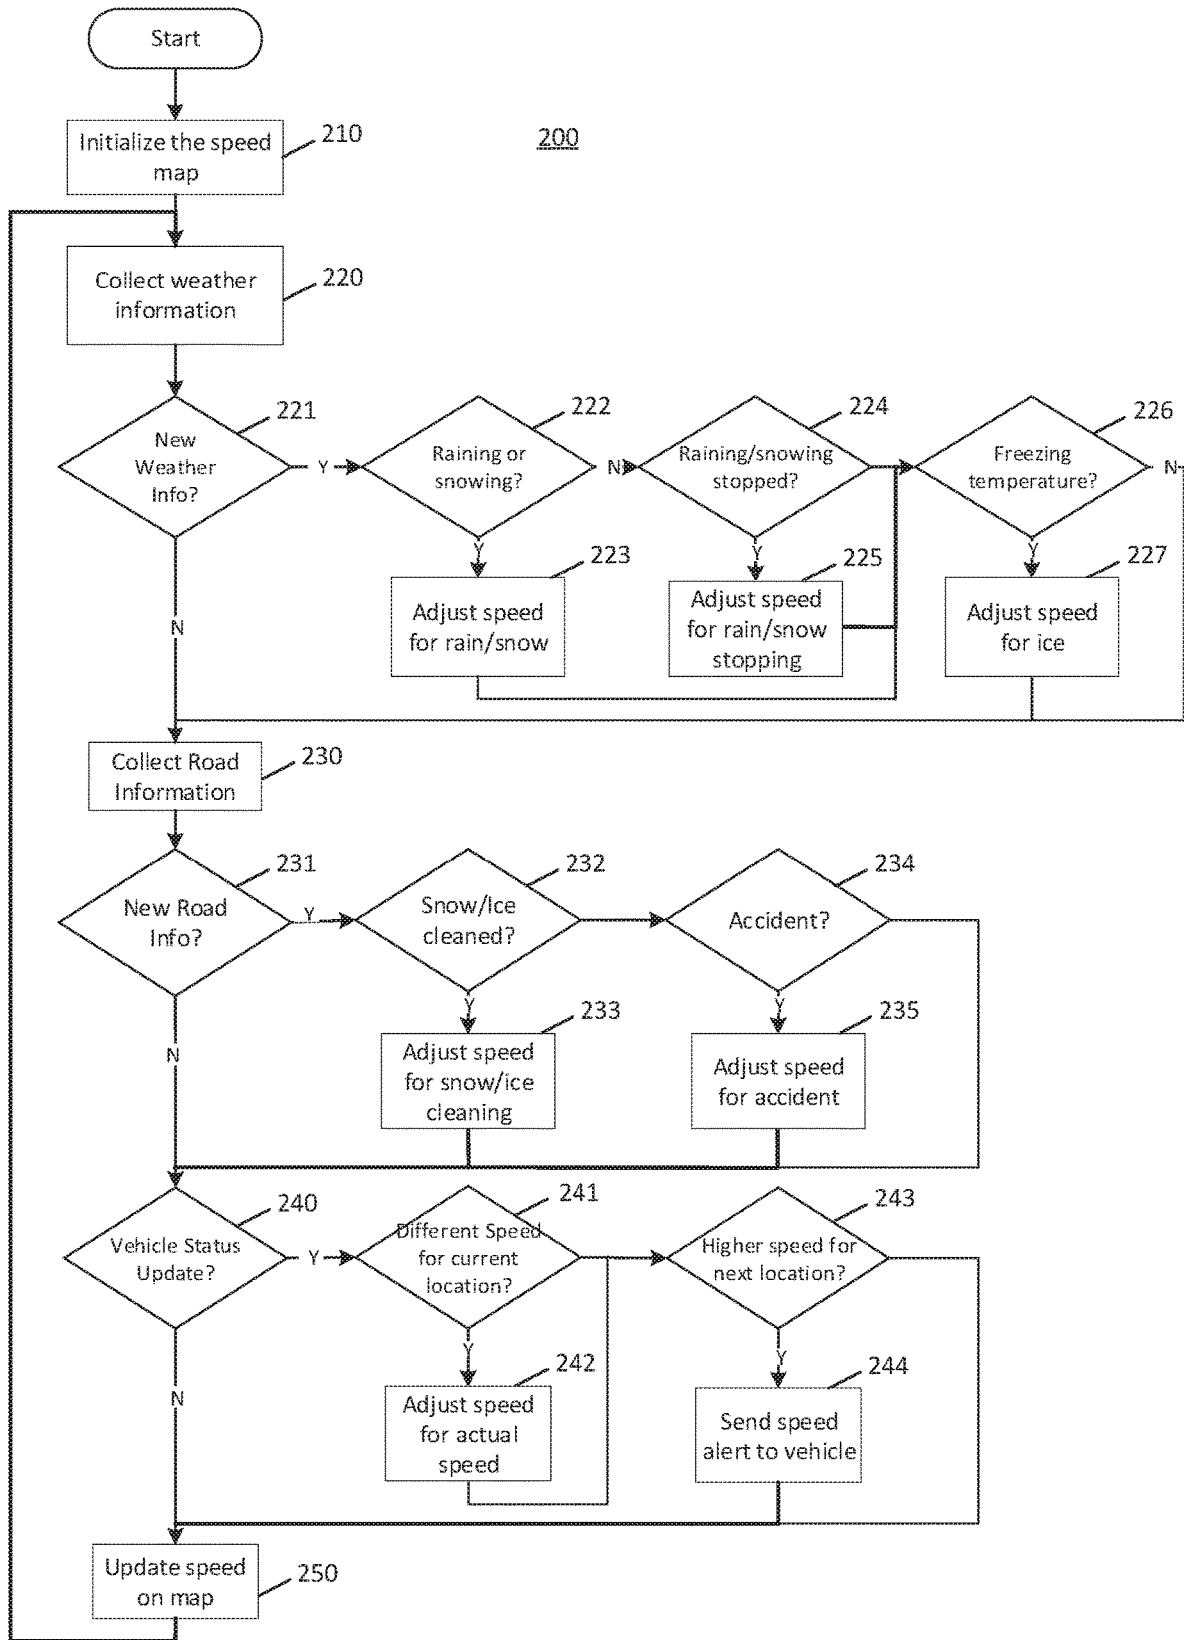 Start
Initialize the speed
map
210
200
Collect weather
information
220
221
New
Weather
Info?
Y
222
Raining or
snowing?
N
224
Raining/snowing
stopped?
226
Freezing
temperature?
N
Y
Y
Y
223
Adjust speed
for rain/snow
225
Adjust speed
for rain/snow
stopping
227
Adjust speed
for ice
N
Collect Road
Information
230
231
New Road
Info?
Y
232
Snow/Ice
cleaned?
234
Accident?
Y
Y
N
233
Adjust speed
for snow/ice
cleaning
235
Adjust speed
for accident
240
Vehicle Status
Update?
Y
241
Different Speed
for current
location?
243
Higher speed for
next location?
Y
Y
N
242
Adjust speed
for actual
speed
244
Send speed
alert to vehicle
Update speed
on map
250